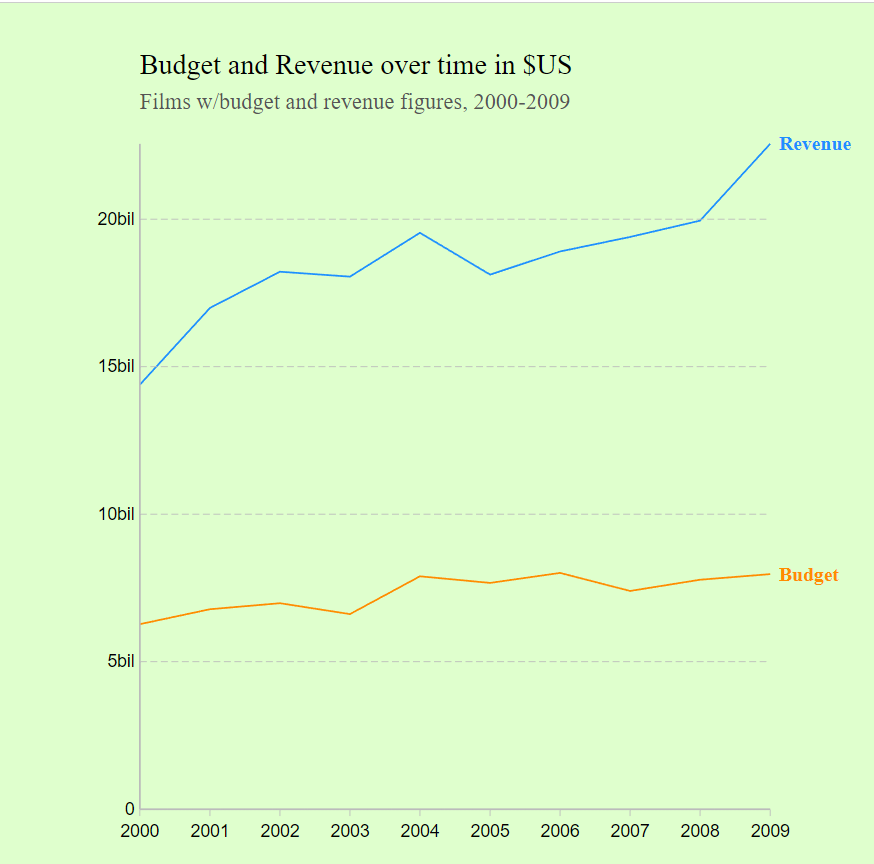 Budget and Revenue over time in $US
Films w/budget and revenue figures, 2000-2009
Revenue
20bil
15bil
10bil
Budget
5bil
0
2000 2001 2002 2003 2004 2005 2006 2007 2008 2009